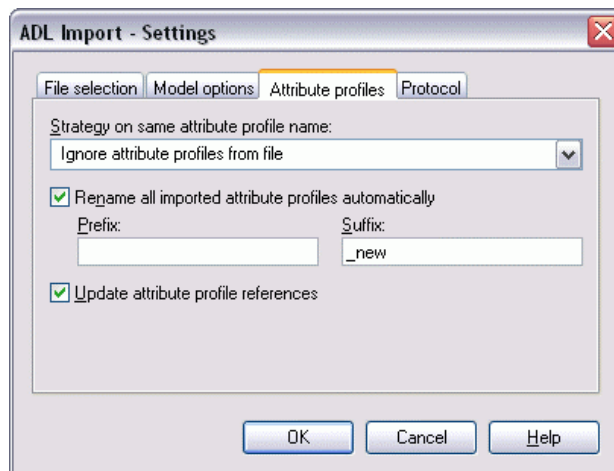 ADL Import - Settings
File selection
Model options
Attribute profiles
Protocol
Strategy on same attribute profile name:
Ignore attribute profiles from file
Rename all imported attribute profiles automatically
Prefix:
Suffix:
_new
Update attribute profile references
OK
Cancel
Help